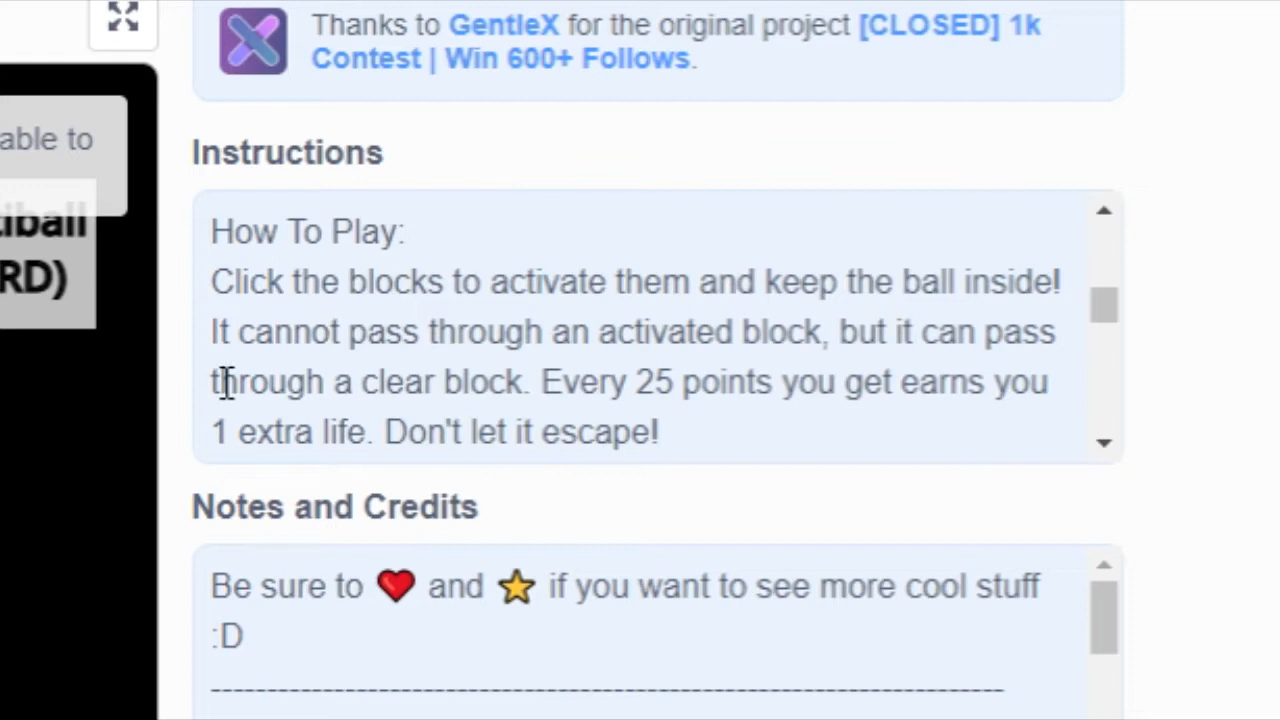 Thanks to GentleX for the original project [CLOSED] 1k
Contest | Win 600+ Follows.
able to
Instructions
iball
RD)
How To Play:
Click the blocks to activate them and keep the ball inside!
It cannot pass through an activated block, but it can pass
through a clear block. Every 25 points you get earns you
1 extra life. Don't let it escape!
Notes and Credits
Be sure to ❤️ and ⭐ if you want to see more cool stuff
:D
------------------------------------------------------------------------